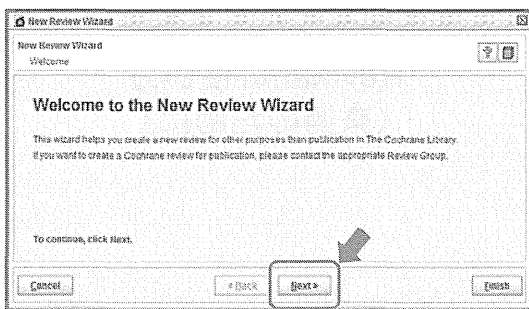 New Review Wizard
New Review Wizard
Welcome
?
Welcome to the New Review Wizard
This wizard helps you create a new review for other purposes than publication in The Cochrane Library.
If you want to create a Cochrane review for publication, please contact the appropriate Review Group.
To continue, click Next.
Cancel
Back
Next
Finish